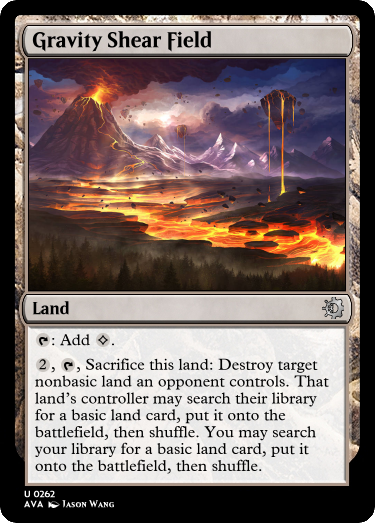 Gravity Shear Field
Land
: Add .
2, , Sacrifice this land: Destroy target
nonbasic land an opponent controls. That
land's controller may search their library
for a basic land card, put it onto the
battlefield, then shuffle. You may search
your library for a basic land card, put it
onto the battlefield, then shuffle.
U 0262
AVA Jason Wang